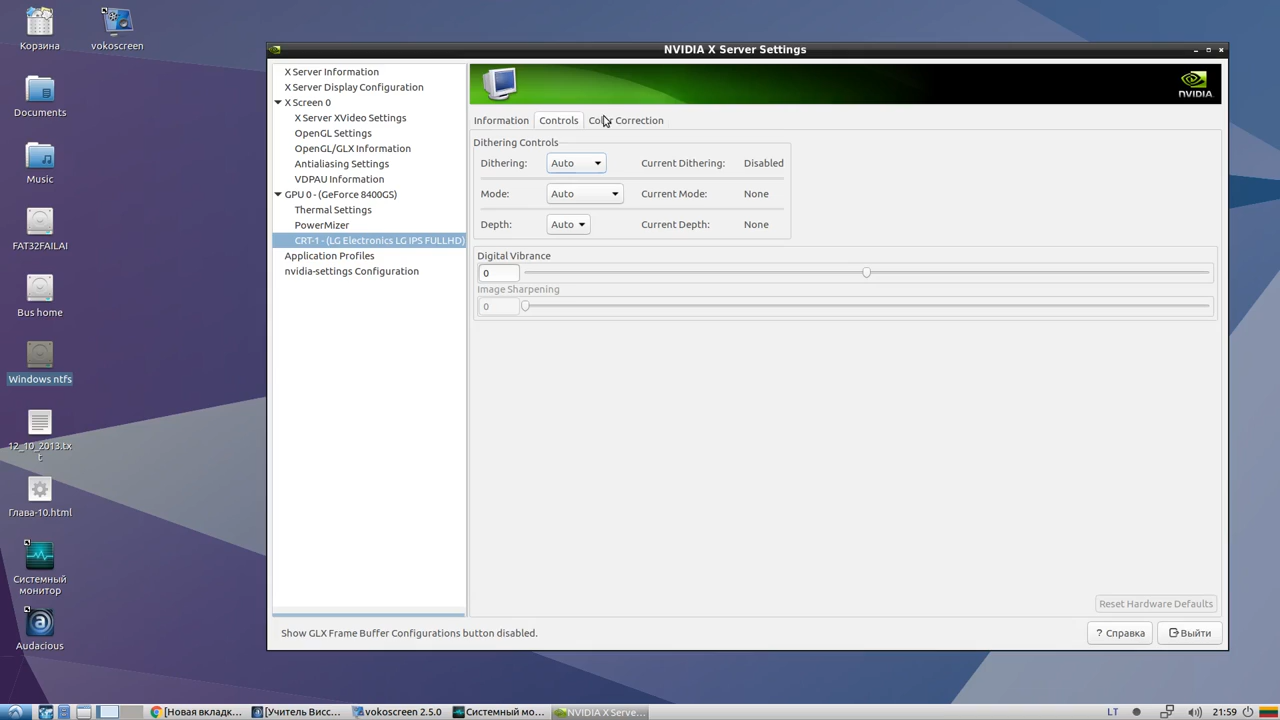 Корзина
vokoscreen
Documents
Music
FAT32FAILAI
Bus home
Windows ntfs
12_10_2013.tx
t
Глава-10.html
Системный
монитор
Audacious
NVIDIA X Server Settings
X Server Information
X Server Display Configuration
X Screen 0
X Server XVideo Settings
OpenGL Settings
OpenGL/GLX Information
Antialiasing Settings
VDPAU Information
GPU 0 - (GeForce 8400GS)
Thermal Settings
PowerMizer
CRT-1 - (LG Electronics LG IPS FULLHD)
Application Profiles
nvidia-settings Configuration
NVIDIA.
Information
Controls
Color Correction
Dithering Controls
Dithering: Auto Current Dithering: Disabled
Mode: Auto Current Mode: None
Depth: Auto Current Depth: None
Digital Vibrance
0
Image Sharpening
0
Reset Hardware Defaults
Show GLX Frame Buffer Configurations button disabled.
? Справка
Выйти
[Новая вкладк...
[Учитель Висс...
vokoscreen 2.5.0
Системный мо...
NVIDIA X Serve...
LT
21:59